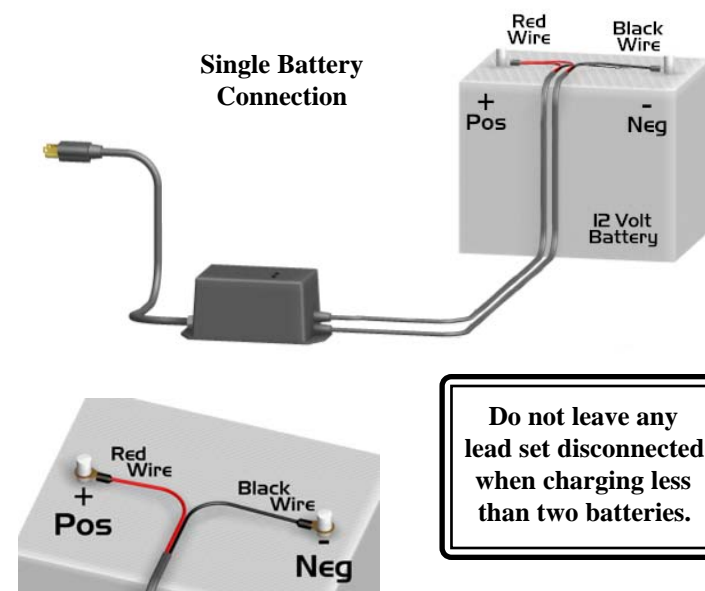 Single Battery
Connection
Red
Wire
Black
Wire
+
Pos
-
Neg
12 Volt
Battery
Red
Wire
Black
Wire
+
Pos
-
Neg
Do not leave any
lead set disconnected
when charging less
than two batteries.